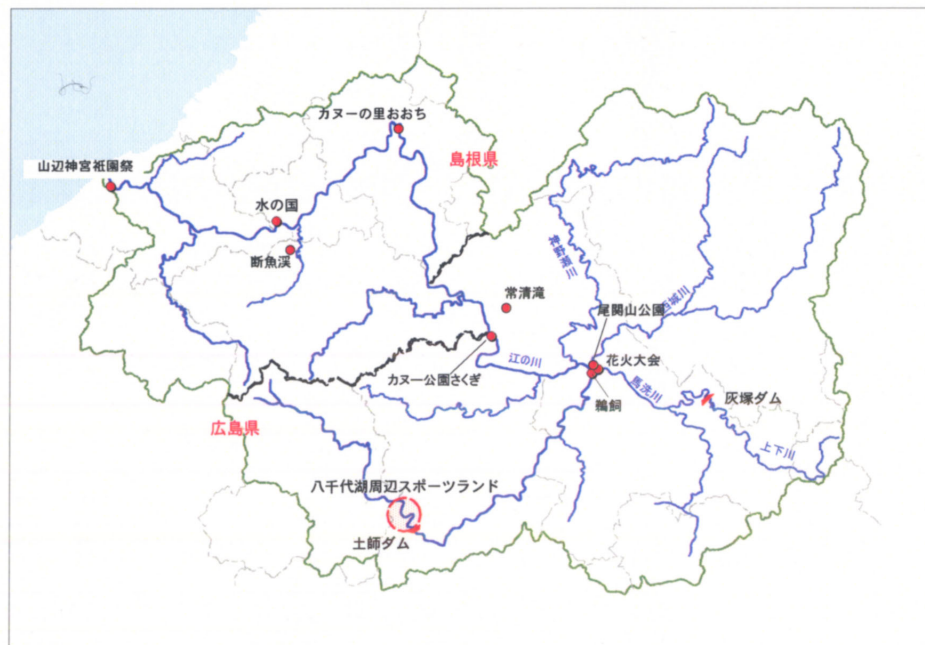 カヌーの里おおち
島根県
山辺神宮祇園祭
水の国
断魚渓
神野瀬川
常清滝
西城川
尾関山公園
江の川
花火大会
カヌー公園さくぎ
馬洗川
鵜飼
灰塚ダム
広島県
上下川
八千代湖周辺スポーツランド
土師ダム